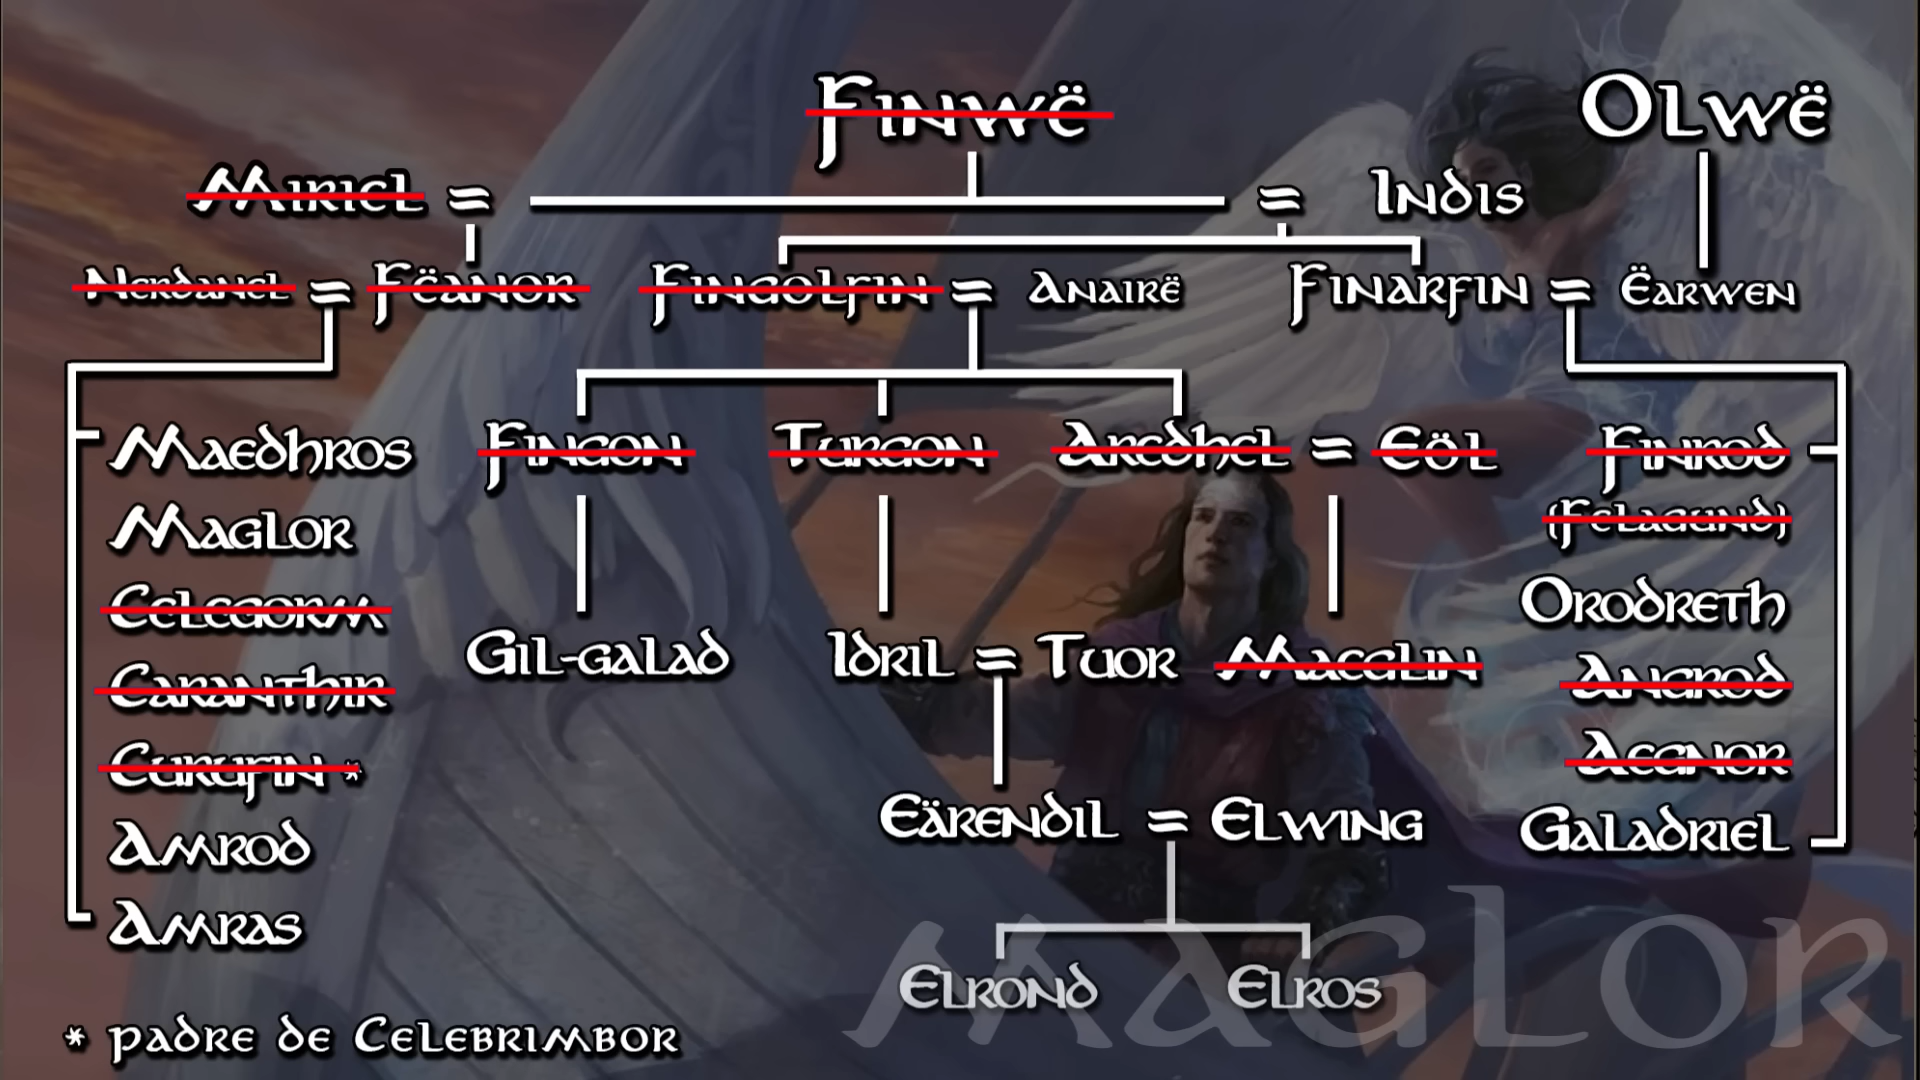 Finwë
Olwë
Miriel = = Indis
Nerdanel = Fëanor Fingolfin = Anairë Finarfin = Ëarwen
Maedhros Fingon Turgon Aredhel = Eöl Finrod
Maglor (Felagund)
Celegorm Orodreth
Gil-galad Idril = Tuor Maeglin
Caranthir Angrod
Curufin * Aegnor
Amrod Eärendil = Elwing Galadriel
Amras
Elrond Elros
* padre de Celebrimbor
Maglor